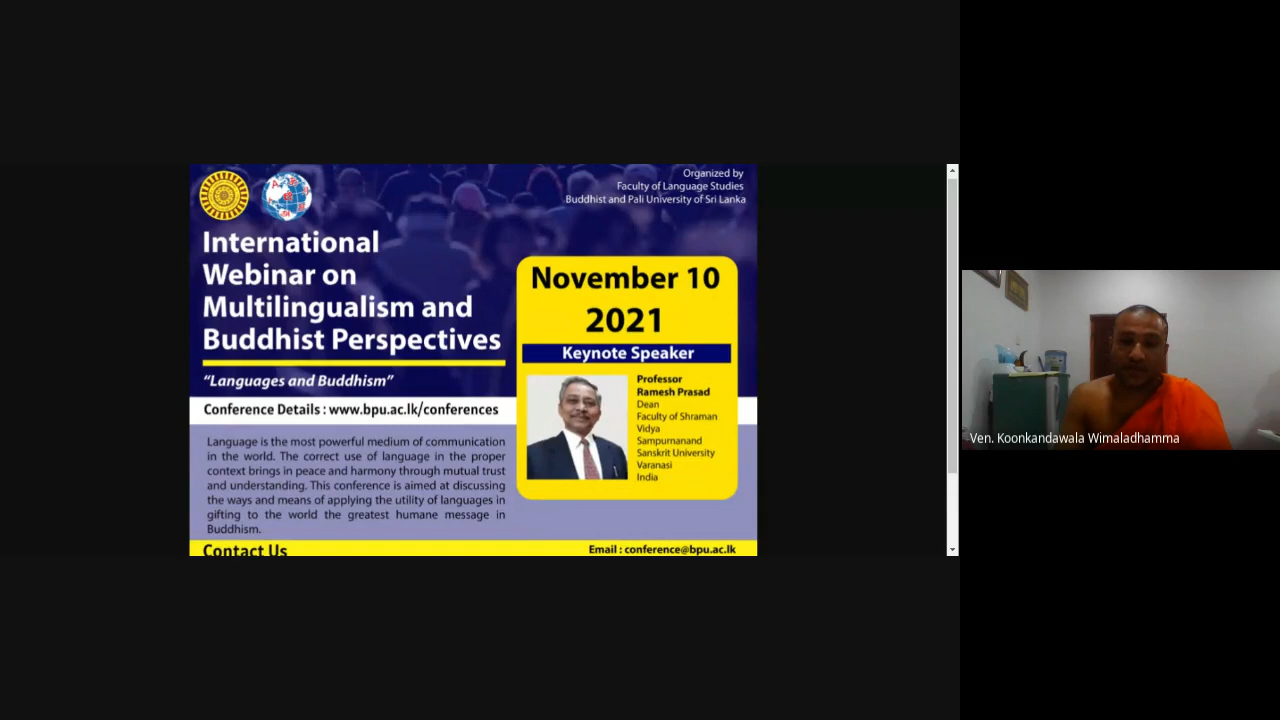 Organized by
Faculty of Language Studies
Buddhist and Pali University of Sri Lanka
International
Webinar on
Multilingualism and
Buddhist Perspectives
“Languages and Buddhism”
Conference Details : www.bpu.ac.lk/conferences
Language is the most powerful medium of communication
in the world. The correct use of language in the proper
context brings in peace and harmony through mutual trust
and understanding. This conference is aimed at discussing
the ways and means of applying the utility of languages in
gifting to the world the greatest humane message in
Buddhism.
November 10
2021
Keynote Speaker
Professor
Ramesh Prasad
Dean
Faculty of Shraman
Vidya
Sampurnanand
Sanskrit University
Varanasi
India
Contact Us
Email : conference@bpu.ac.lk
Ven. Koonkandawala Wimaladhamma